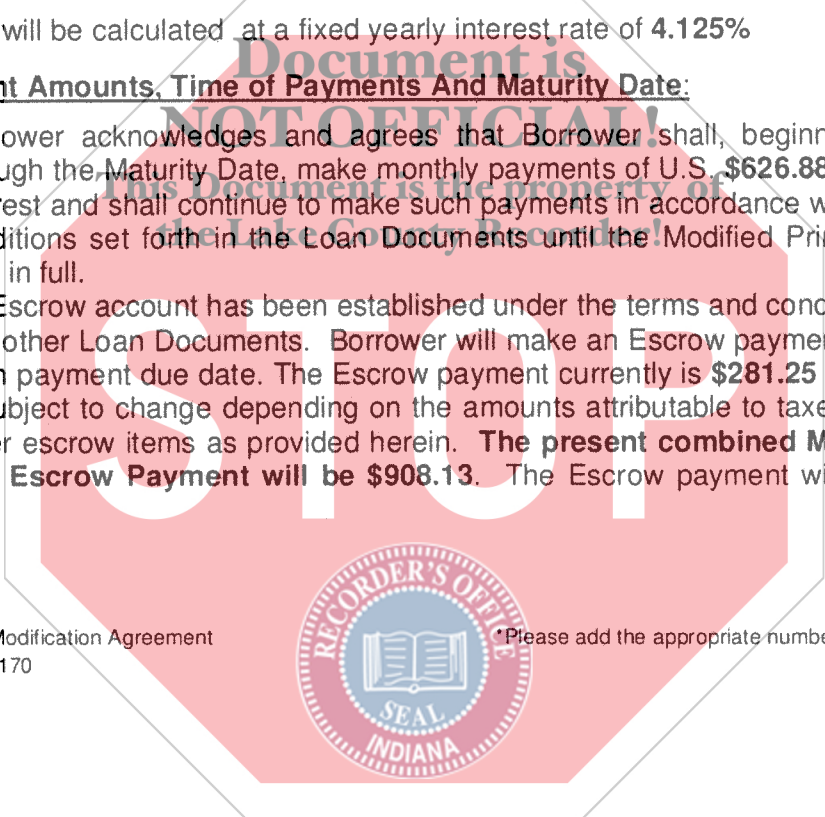 will be calculated at a fixed yearly interest rate of 4.125%
Document is
nt Amounts, Time of Payments And Maturity Date:
NOT OFFICIAL!
ower acknowledges and agrees that Borrower shall, beginn
ugh the Maturity Date, make monthly payments of U.S. $626.88
This Document is the property of
rest and shall continue to make such payments in accordance w
the Lake County Recorder!
ditions set forth in the Loan Documents until the Modified Prin
in full.
Escrow account has been established under the terms and cond
other Loan Documents. Borrower will make an Escrow paymen
payment due date. The Escrow payment currently is $281.25
ubject to change depending on the amounts attributable to taxe
r escrow items as provided herein. The present combined M
Escrow Payment will be $908.13. The Escrow payment wi
STOP
RECORDER'S OFFICE
SEAL
INDIANA
Modification Agreement
*Please add the appropriate numbe
170